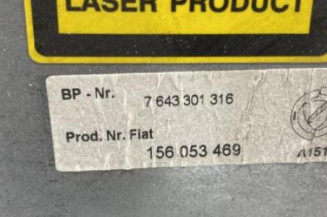 LASER PRODUCT
BP - Nr. 7 643 301 316
Prod. Nr. Fiat
156 053 469
A151